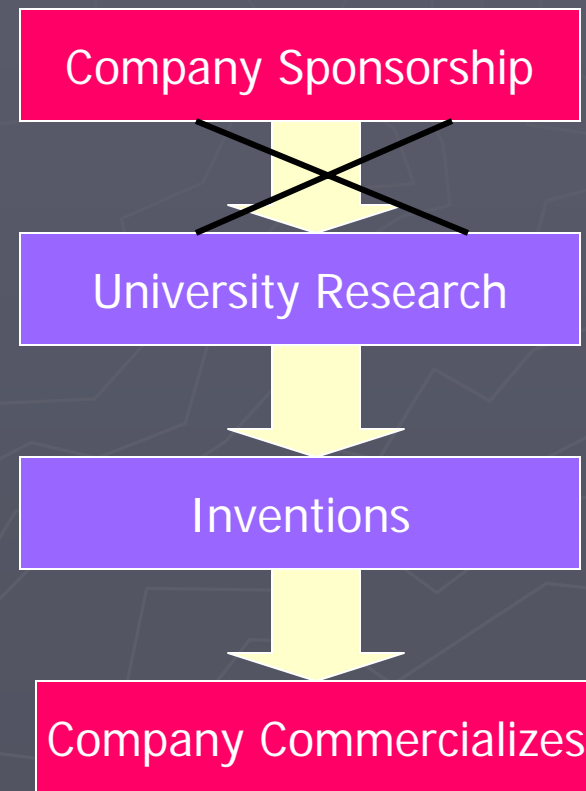 Company Sponsorship
University Research
Inventions
Company Commercializes